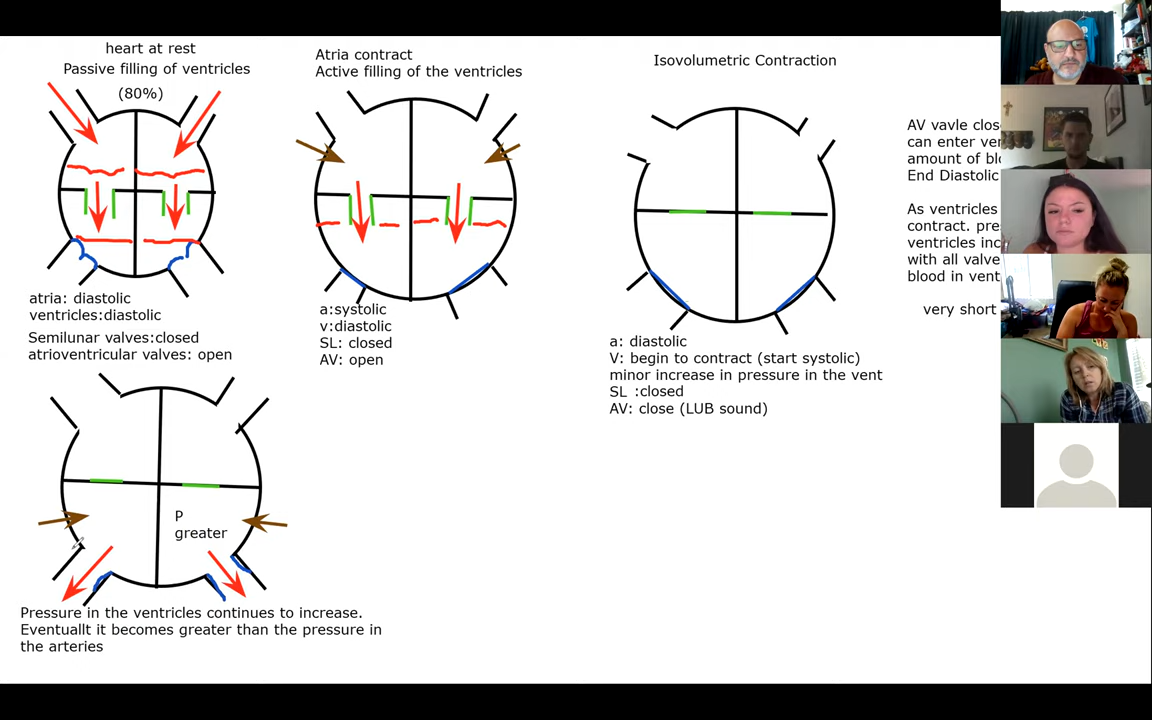 heart at rest
Passive filling of ventricles
(80%)
atria: diastolic
ventricles:diastolic
Semilunar valves:closed
atrioventricular valves: open
Atria contract
Active filling of the ventricles
a:systolic
v:diastolic
SL: closed
AV: open
Isovolumetric Contraction
a: diastolic
V: begin to contract (start systolic)
minor increase in pressure in the vent
SL :closed
AV: close (LUB sound)
AV vavle clos
can enter ver
amount of blo
End Diastolic
As ventricles
contract. pre
ventricles inc
with all valve
blood in vent
very short
P
greater
Pressure in the ventricles continues to increase.
Eventuallt it becomes greater than the pressure in
the arteries